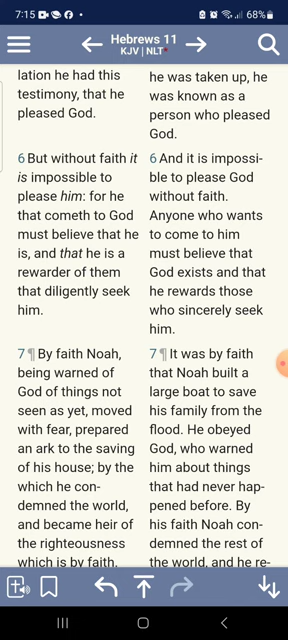 7:15
68%
Hebrews 11
KJV | NLT*
lation he had this
testimony, that he
pleased God.
6 But without faith it
is impossible to
please him: for he
that cometh to God
must believe that he
is, and that he is a
rewarder of them
that diligently seek
him.
7 ¶ By faith Noah,
being warned of
God of things not
seen as yet, moved
with fear, prepared
an ark to the saving
of his house; by the
which he con-
demned the world,
and became heir of
the righteousness
which is by faith.
he was taken up, he
was known as a
person who pleased
God.
6 And it is impossi-
ble to please God
without faith.
Anyone who wants
to come to him
must believe that
God exists and that
he rewards those
who sincerely seek
him.
7 ¶ It was by faith
that Noah built a
large boat to save
his family from the
flood. He obeyed
God, who warned
him about things
that had never hap-
pened before. By
his faith Noah con-
demned the rest of
the world, and he re-